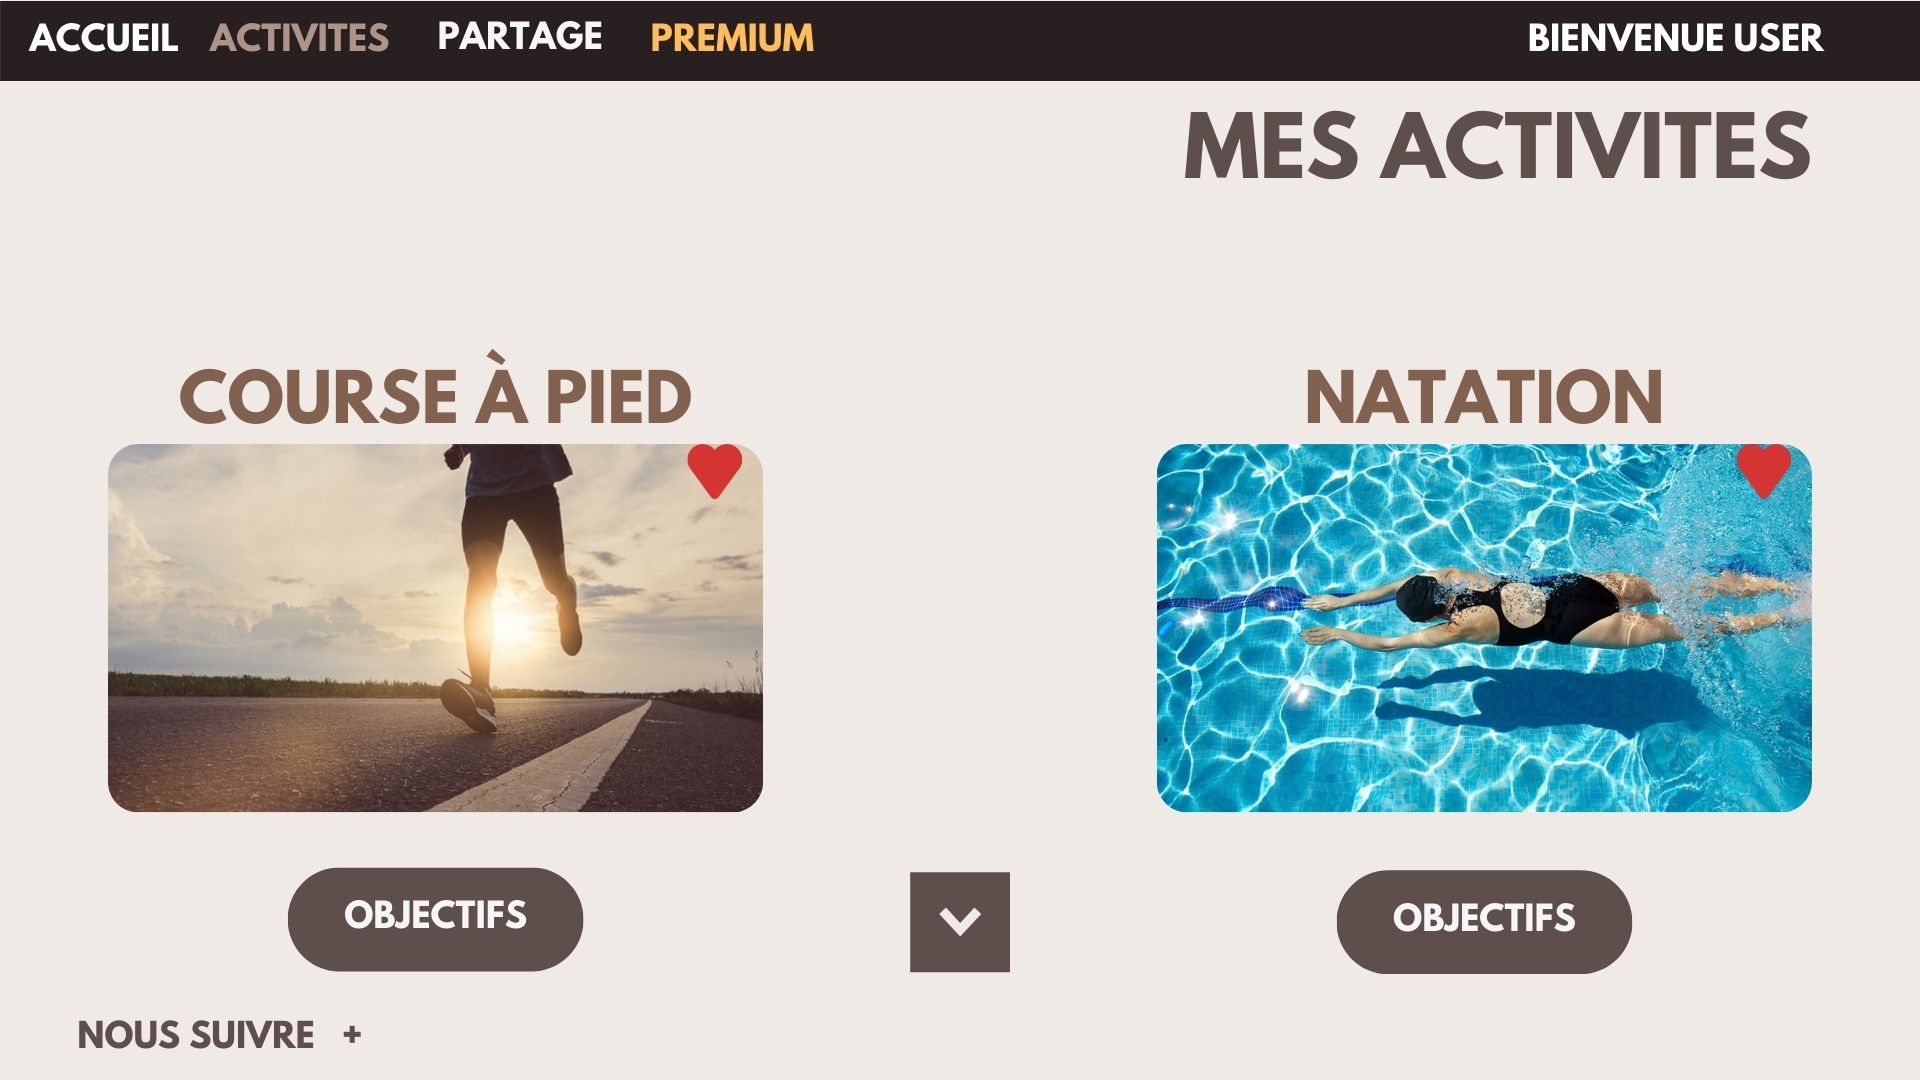 ACCUEIL ACTIVITES PARTAGE PREMIUM BIENVENUE USER
MES ACTIVITES
COURSE À PIED
NATATION
OBJECTIFS
OBJECTIFS
NOUS SUIVRE +